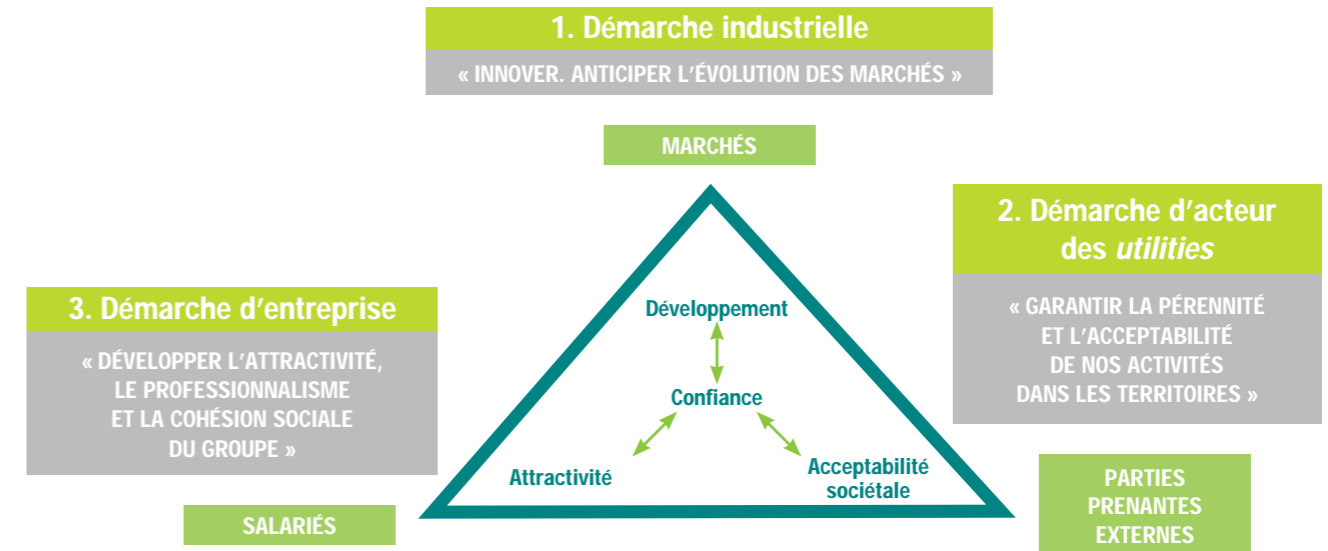 1. Démarche industrielle
« INNOVER. ANTICIPER L'ÉVOLUTION DES MARCHÉS »
MARCHÉS
2. Démarche d'acteur
des utilities
« GARANTIR LA PÉRENNITÉ
ET L'ACCEPTABILITÉ
DE NOS ACTIVITÉS
DANS LES TERRITOIRES »
3. Démarche d'entreprise
« DÉVELOPPER L'ATTRACTIVITÉ,
LE PROFESSIONNALISME
ET LA COHÉSION SOCIALE
DU GROUPE »
Développement
Confiance
Attractivité
Acceptabilité
sociétale
SALARIÉS
PARTIES
PRENANTES
EXTERNES